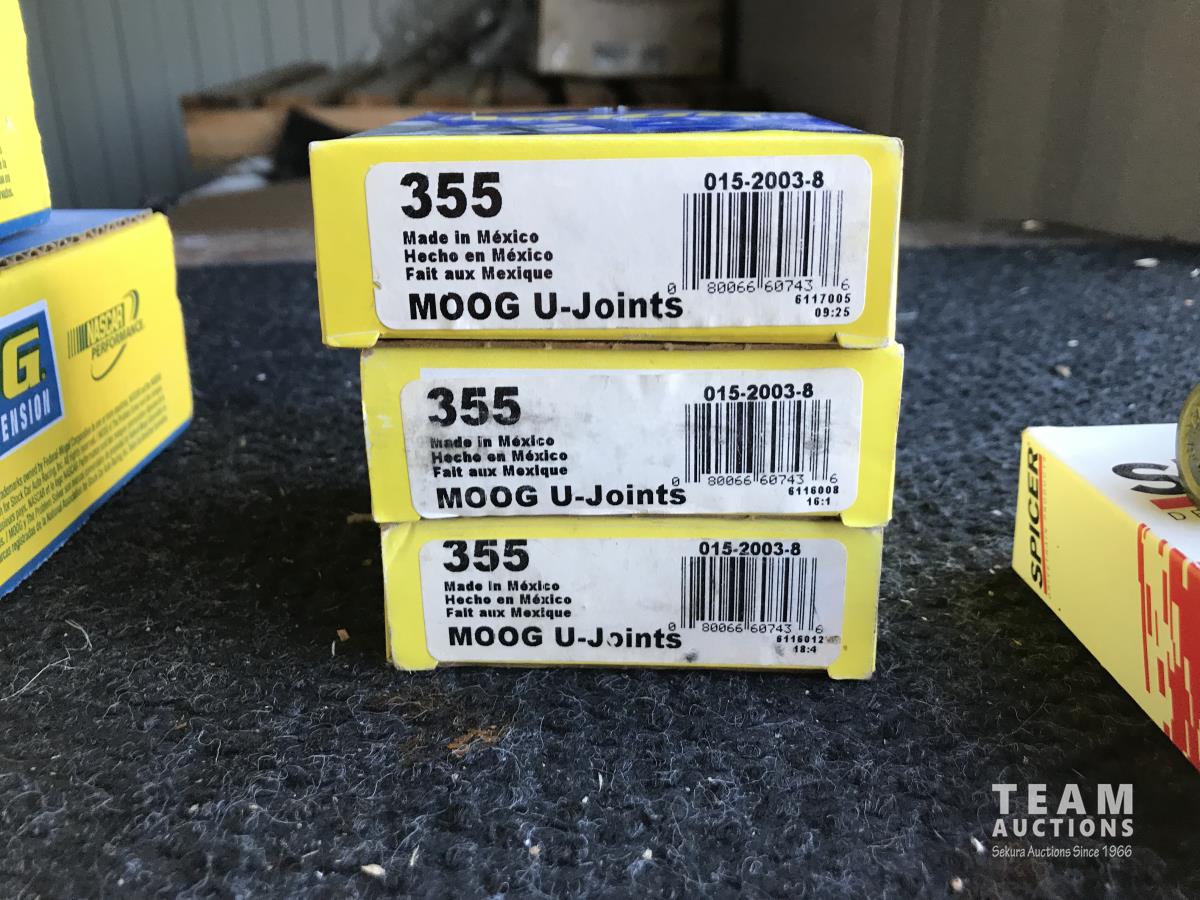 355
015-2003-8
Made in México
Hecho en México
Fait aux Mexique
MOOG U-Joints
0 80066 60743 6
6117005
09:25
355
015-2003-8
Made in México
Hecho en México
Fait aux Mexique
MOOG U-Joints
0 80066 60743 6
6116008
16:1
355
015-2003-8
Made in México
Hecho en México
Fait aux Mexique
MOOG U-Joints
0 80066 60743 6
6116012
18:4
G
ENSION
NASCAR
PERFORMANCE
SPICER
TEAM
AUCTIONS
Sekura Auctions Since 1966